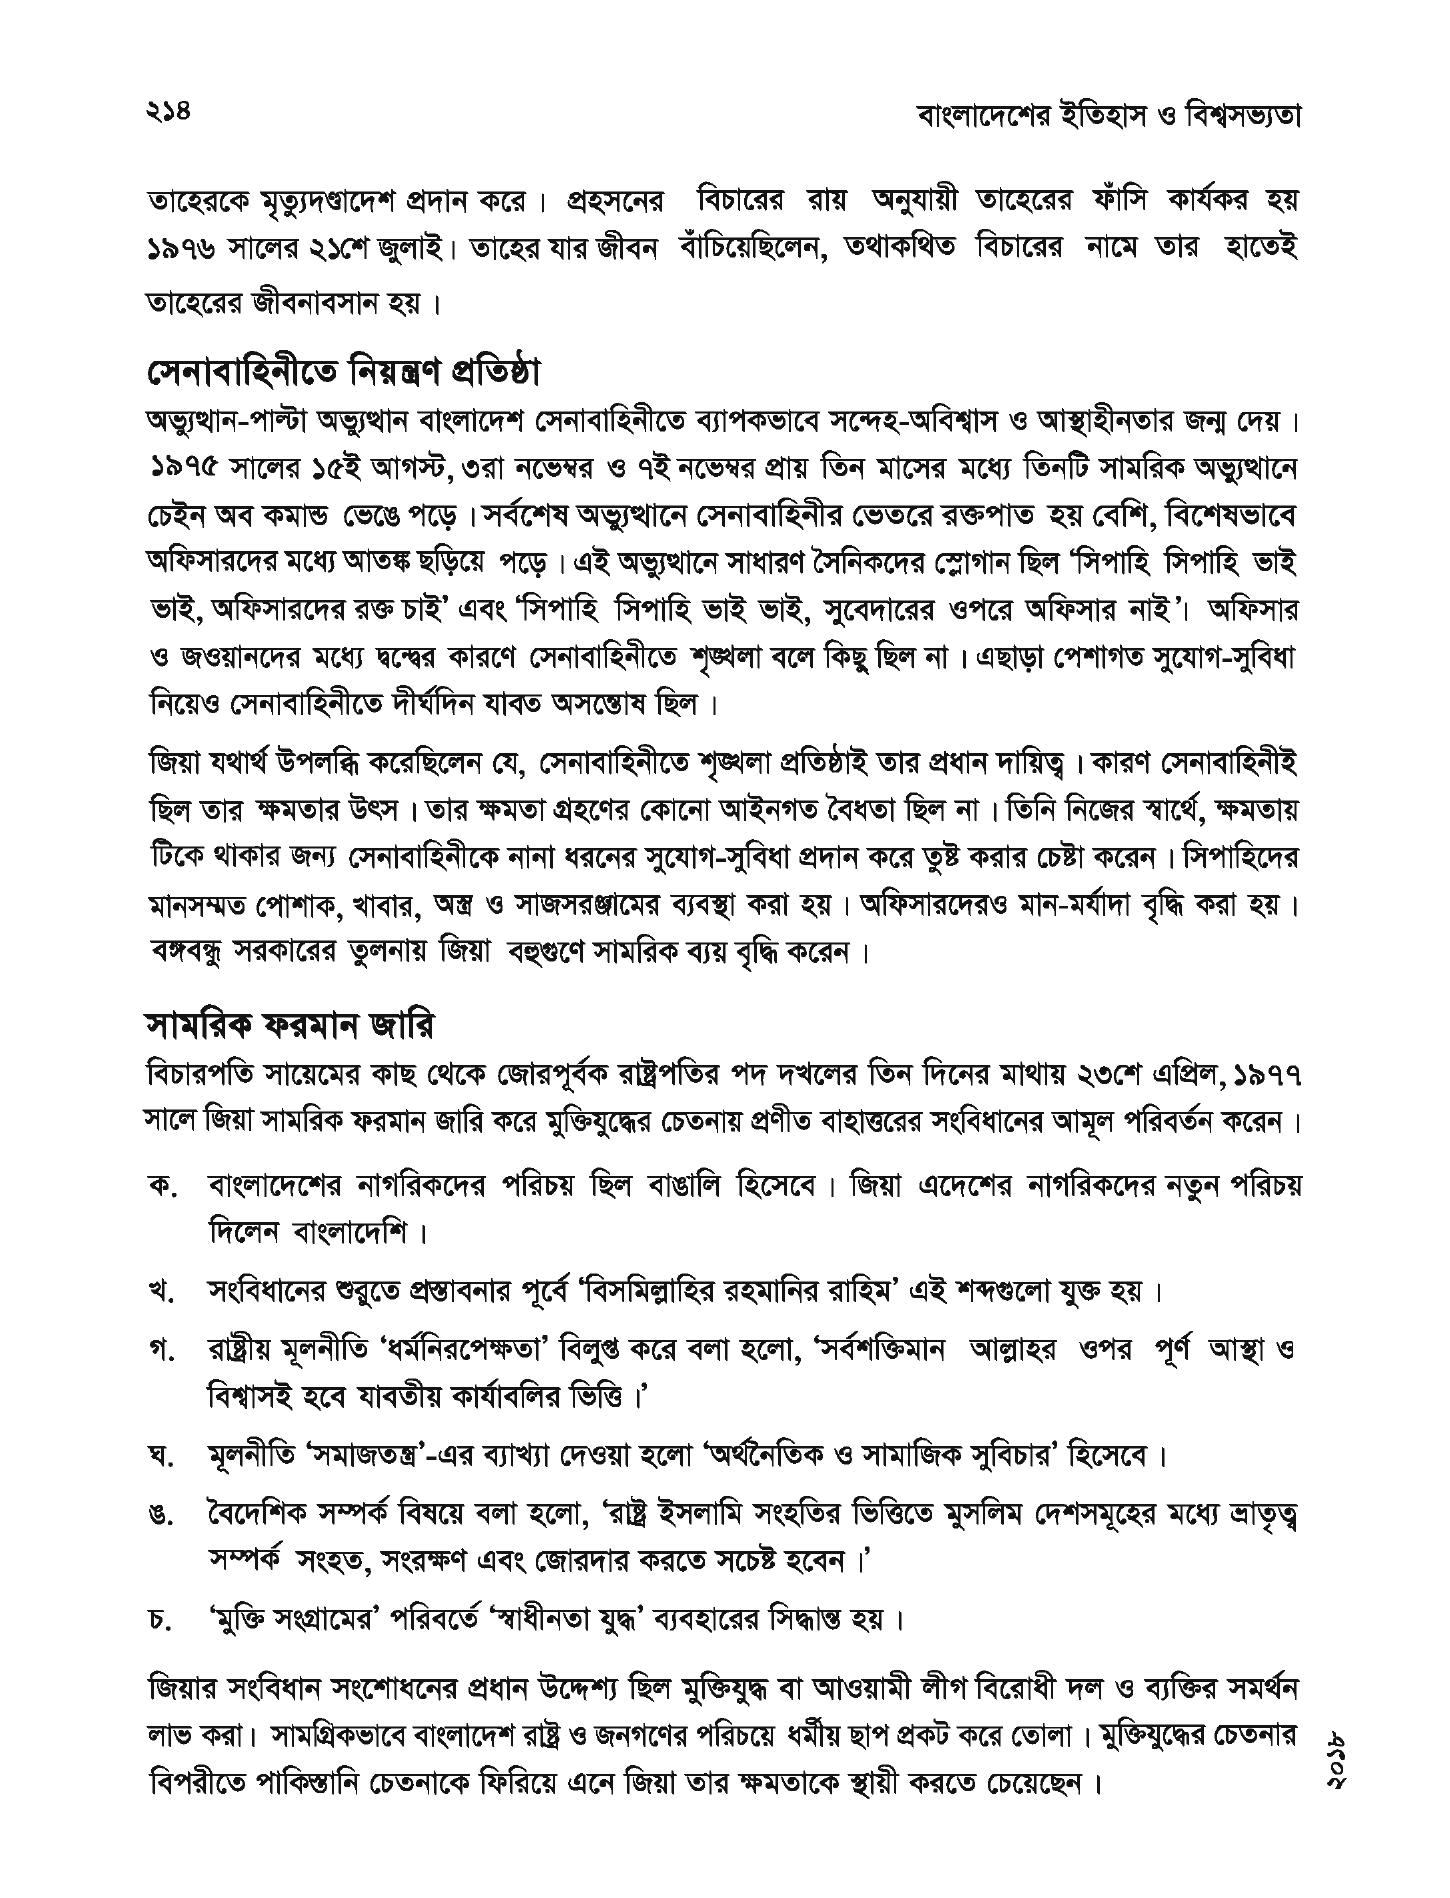 ২১৪
বাংলাদেশের ইতিহাস ও বিশ্বসভ্যতা
তাহেরকে মৃত্যুদণ্ডাদেশ প্রদান করে। প্রহসনের বিচারের রায় অনুযায়ী তাহেরের ফাঁসি কার্যকর হয়
১৯৭৬ সালের ২১শে জুলাই। তাহের যার জীবন বাঁচিয়েছিলেন, তথাকথিত বিচারের নামে তার হাতেই
তাহেরের জীবনাবসান হয়।
সেনাবাহিনীতে নিয়ন্ত্রণ প্রতিষ্ঠা
অভ্যুত্থান-পাল্টা অভ্যুত্থান বাংলাদেশ সেনাবাহিনীতে ব্যাপকভাবে সন্দেহ-অবিশ্বাস ও আস্থাহীনতার জন্ম দেয়।
১৯৭৫ সালের ১৫ই আগস্ট, ৩রা নভেম্বর ও ৭ই নভেম্বর প্রায় তিন মাসের মধ্যে তিনটি সামরিক অভ্যুত্থানে
চেইন অব কমান্ড ভেঙে পড়ে। সর্বশেষ অভ্যুত্থানে সেনাবাহিনীর ভেতরে রক্তপাত হয় বেশি, বিশেষভাবে
অফিসারদের মধ্যে আতঙ্ক ছড়িয়ে পড়ে। এই অভ্যুত্থানে সাধারণ সৈনিকদের স্লোগান ছিল ‘সিপাহি সিপাহি ভাই
ভাই, অফিসারদের রক্ত চাই’ এবং ‘সিপাহি সিপাহি ভাই ভাই, সুবেদারের ওপরে অফিসার নাই’। অফিসার
ও জওয়ানদের মধ্যে দ্বন্দ্বের কারণে সেনাবাহিনীতে শৃঙ্খলা বলে কিছু ছিল না। এছাড়া পেশাগত সুযোগ-সুবিধা
নিয়েও সেনাবাহিনীতে দীর্ঘদিন যাবত অসন্তোষ ছিল।
জিয়া যথার্থ উপলব্ধি করেছিলেন যে, সেনাবাহিনীতে শৃঙ্খলা প্রতিষ্ঠাই তার প্রধান দায়িত্ব। কারণ সেনাবাহিনীই
ছিল তার ক্ষমতার উৎস। তার ক্ষমতা গ্রহণের কোনো আইনগত বৈধতা ছিল না। তিনি নিজের স্বার্থে, ক্ষমতায়
টিকে থাকার জন্য সেনাবাহিনীকে নানা ধরনের সুযোগ-সুবিধা প্রদান করে তুষ্ট করার চেষ্টা করেন। সিপাহিদের
মানসম্মত পোশাক, খাবার, অস্ত্র ও সাজসরঞ্জামের ব্যবস্থা করা হয়। অফিসারদেরও মান-মর্যাদা বৃদ্ধি করা হয়।
বঙ্গবন্ধু সরকারের তুলনায় জিয়া বহুগুণে সামরিক ব্যয় বৃদ্ধি করেন।
সামরিক ফরমান জারি
বিচারপতি সায়েমের কাছ থেকে জোরপূর্বক রাষ্ট্রপতির পদ দখলের তিন দিনের মাথায় ২৩শে এপ্রিল, ১৯৭৭
সালে জিয়া সামরিক ফরমান জারি করে মুক্তিযুদ্ধের চেতনায় প্রণীত বাহাত্তরের সংবিধানের আমূল পরিবর্তন করেন।
ক. বাংলাদেশের নাগরিকদের পরিচয় ছিল বাঙালি হিসেবে। জিয়া এদেশের নাগরিকদের নতুন পরিচয়
দিলেন বাংলাদেশি।
খ. সংবিধানের শুরুতে প্রস্তাবনার পূর্বে ‘বিসমিল্লাহির রহমানির রাহিম’ এই শব্দগুলো যুক্ত হয়।
গ. রাষ্ট্রীয় মূলনীতি ‘ধর্মনিরপেক্ষতা’ বিলুপ্ত করে বলা হলো, ‘সর্বশক্তিমান আল্লাহর ওপর পূর্ণ আস্থা ও
বিশ্বাসই হবে যাবতীয় কার্যাবলির ভিত্তি।’
ঘ. মূলনীতি ‘সমাজতন্ত্র’-এর ব্যাখ্যা দেওয়া হলো ‘অর্থনৈতিক ও সামাজিক সুবিচার’ হিসেবে।
ঙ. বৈদেশিক সম্পর্ক বিষয়ে বলা হলো, ‘রাষ্ট্র ইসলামি সংহতির ভিত্তিতে মুসলিম দেশসমূহের মধ্যে ভ্রাতৃত্ব
সম্পর্ক সংহত, সংরক্ষণ এবং জোরদার করতে সচেষ্ট হবেন।’
চ. ‘মুক্তি সংগ্রামের’ পরিবর্তে ‘স্বাধীনতা যুদ্ধ’ ব্যবহারের সিদ্ধান্ত হয়।
জিয়ার সংবিধান সংশোধনের প্রধান উদ্দেশ্য ছিল মুক্তিযুদ্ধ বা আওয়ামী লীগ বিরোধী দল ও ব্যক্তির সমর্থন
লাভ করা। সামগ্রিকভাবে বাংলাদেশ রাষ্ট্র ও জনগণের পরিচয়ে ধর্মীয় ছাপ প্রকট করে তোলা। মুক্তিযুদ্ধের চেতনার
বিপরীতে পাকিস্তানি চেতনাকে ফিরিয়ে এনে জিয়া তার ক্ষমতাকে স্থায়ী করতে চেয়েছেন।
২০১৮